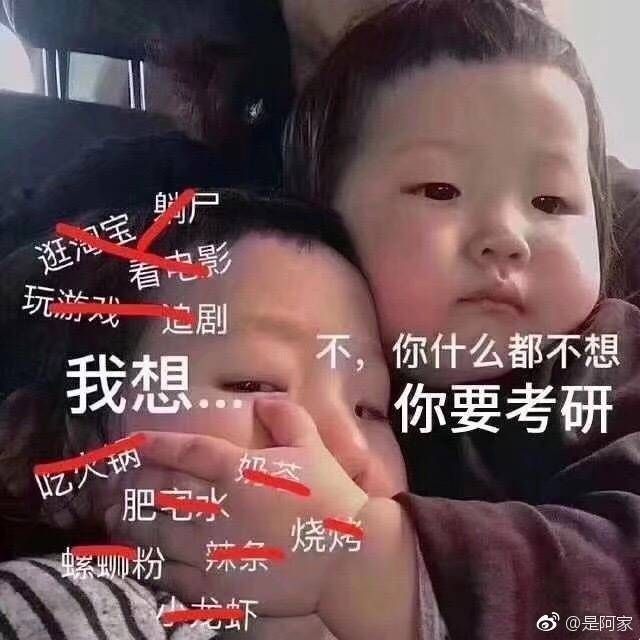 躺尸
逛淘宝
看电影
玩游戏 追剧
我想...
不，你什么都不想
你要考研
吃火锅
奶茶
肥宅水
烧烤
螺蛳粉 辣条
小龙虾
@是阿家